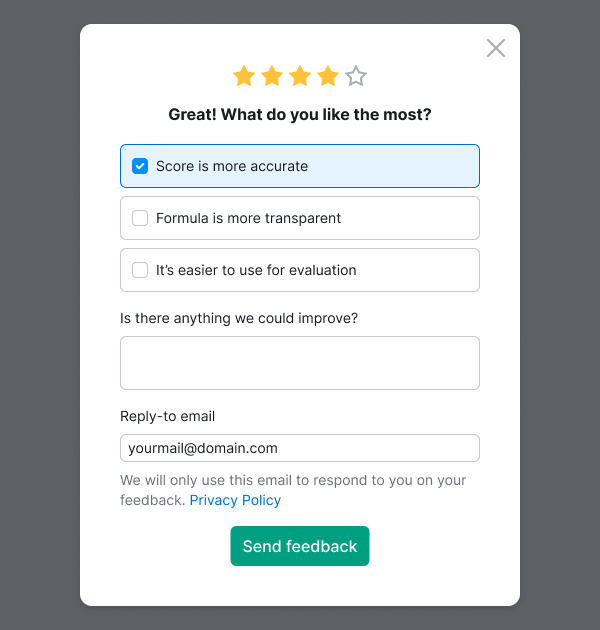 Great! What do you like the most?
Score is more accurate
Formula is more transparent
It’s easier to use for evaluation
Is there anything we could improve?
Reply-to email
yourmail@domain.com
We will only use this email to respond to you on your
feedback. Privacy Policy
Send feedback